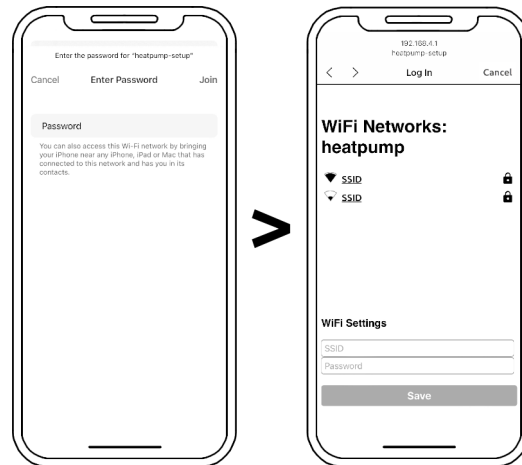 Enter the password for "heatpump-setup"
Cancel Enter Password Join
Password
You can also access this Wi-Fi network by bringing
your iPhone near any iPhone, iPad or Mac that has
connected to this network and has you in its
contacts.
>
192.168.4.1
heatpump-setup
< > Log In Cancel
WiFi Networks:
heatpump
SSID
SSID
WiFi Settings
SSID
Password
Save